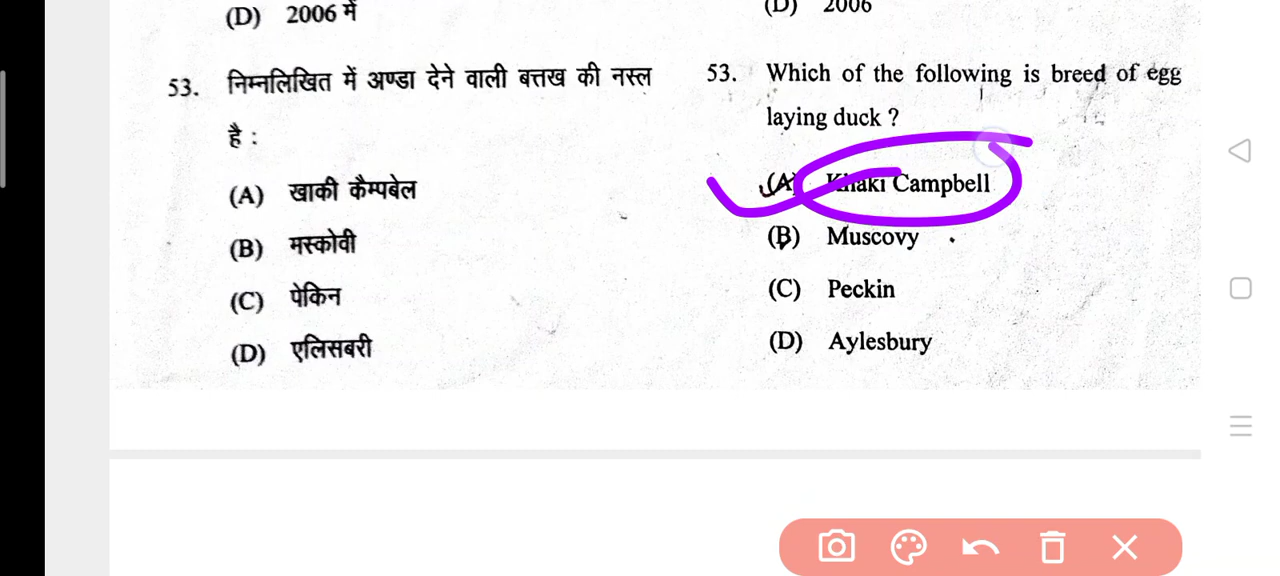 (D) 2006 में
53. निम्नलिखित में अण्डा देने वाली बत्तख की नस्ल
है :
(A) खाकी कैम्पबेल
(B) मस्कोवी
(C) पेकिन
(D) एलिसबरी
(D) 2006
53. Which of the following is breed of egg
laying duck ?
(A) Khaki Campbell
(B) Muscovy
(C) Peckin
(D) Aylesbury